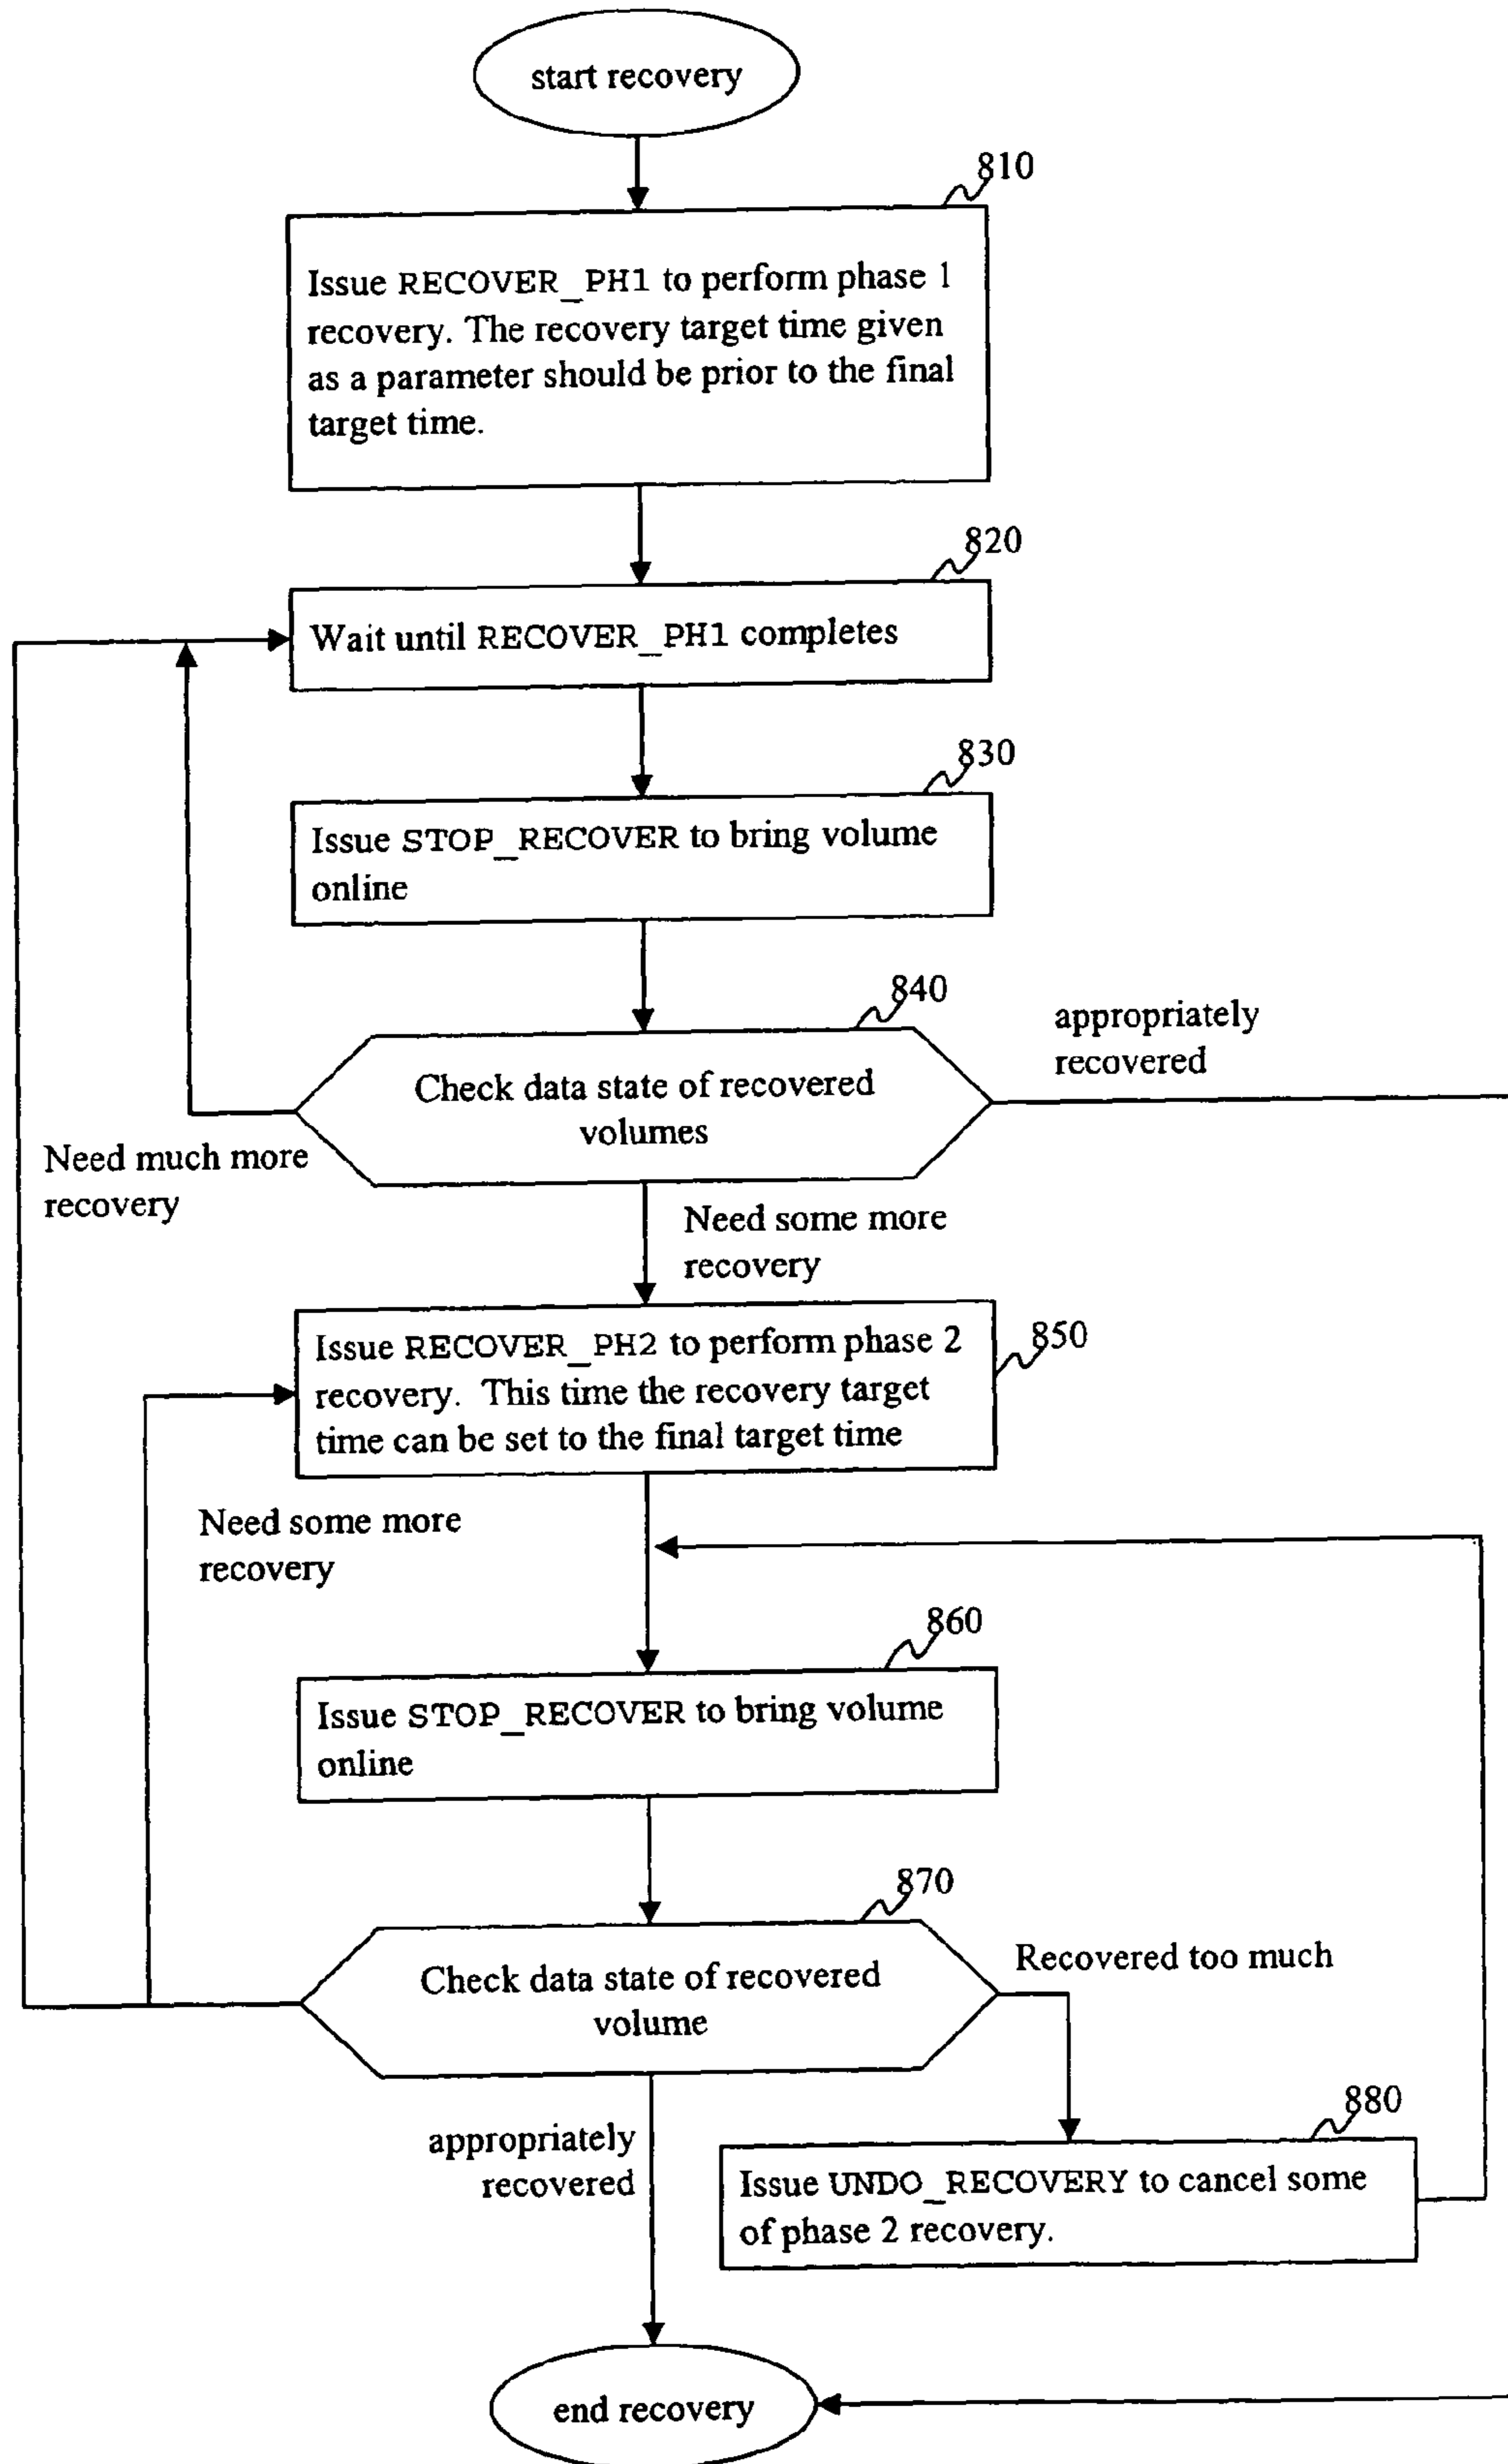 start recovery
810
Issue RECOVER_PH1 to perform phase 1
recovery. The recovery target time given
as a parameter should be prior to the final
target time.
820
Wait until RECOVER_PH1 completes
830
Issue STOP_RECOVER to bring volume
online
840
appropriately
recovered
Check data state of recovered
volumes
Need much more
recovery
Need some more
recovery
850
Issue RECOVER_PH2 to perform phase 2
recovery. This time the recovery target
time can be set to the final target time
Need some more
recovery
860
Issue STOP_RECOVER to bring volume
online
870
Recovered too much
Check data state of recovered
volume
880
appropriately
recovered
Issue UNDO_RECOVERY to cancel some
of phase 2 recovery.
end recovery